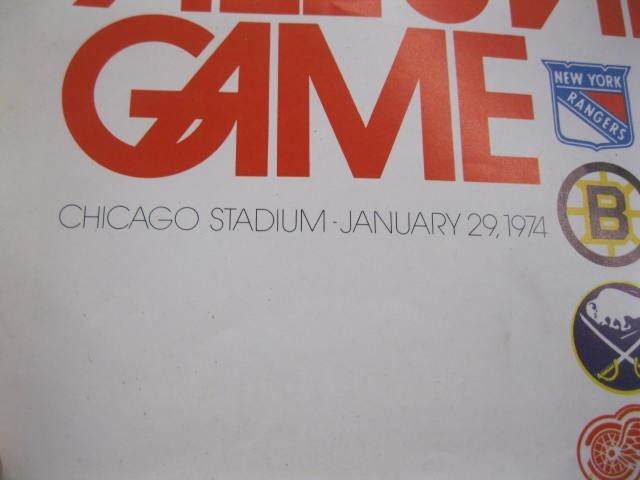 GAME
NEW YORK
RANGERS
CHICAGO STADIUM - JANUARY 29, 1974
B